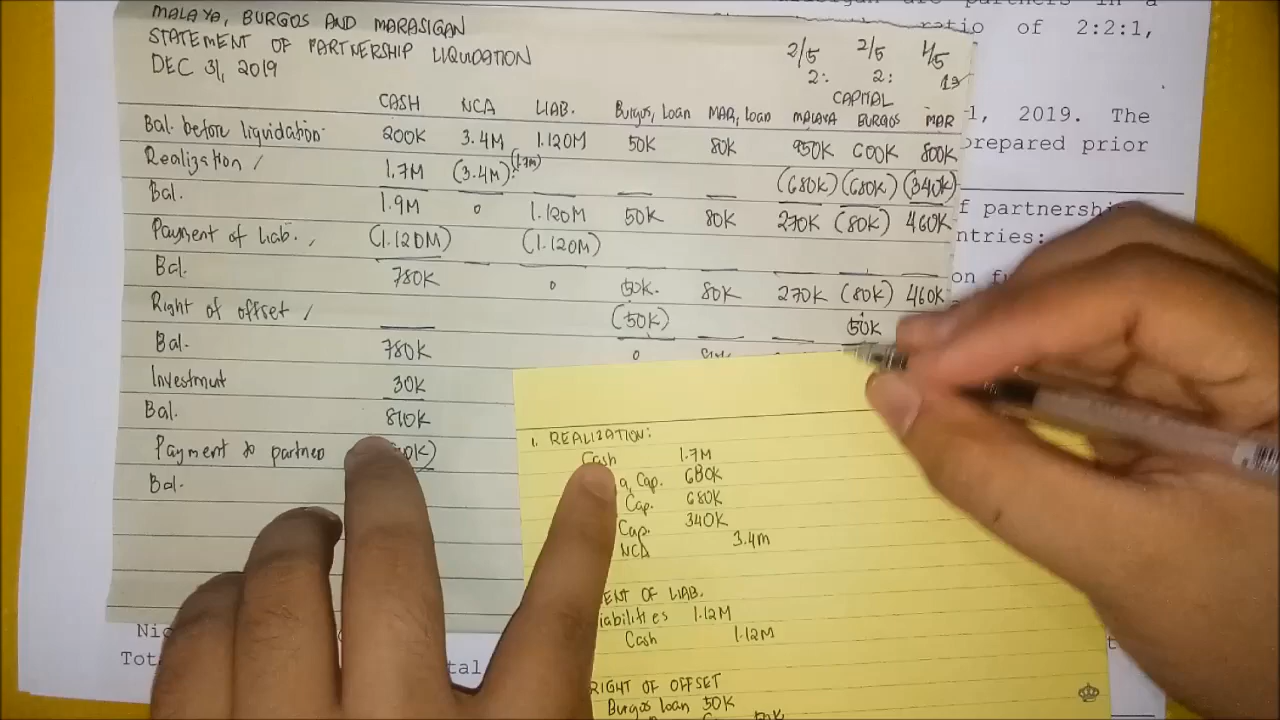 MALAYA, BURGOS AND MARASIGAN
STATEMENT OF PARTNERSHIP LIQUIDATION
DEC 31, 2019
2/5 2/5 1/5
2: 2: 1
CAPITAL
CASH NCA LIAB. Burgos, Loan MAR, loan MALAYA BURGOS MAR
Bal. before liquidation 200K 3.4M 1.120M 50K 80K 950K 600K 800K
Realization 1.7M (3.4M) (1.7M) (680K) (680K) (340K)
Bal. 1.9M 0 1.120M 50K 80K 270K (80K) 460K
Payment of liab. (1.120M) (1.120M)
Bal. 780K 0 50K 80K 270K (80K) 460K
Right of offset (50K) 50K
Bal. 780K 0
Investment 30K
Bal. 810K
Payment to partners
Bal.
ratio of 2:2:1,
1, 2019. The
prepared prior
f partnership
ntries:
1. REALIZATION:
Cash 1.7M
Cap. 680K
Cap. 680K
Cap. 340K
NCA 3.4m
ENT OF LIAB.
iabilities 1.12M
Cash 1.12M
RIGHT OF OFFSET
Burgos loan 50K
50K
Nic
Tot
tal